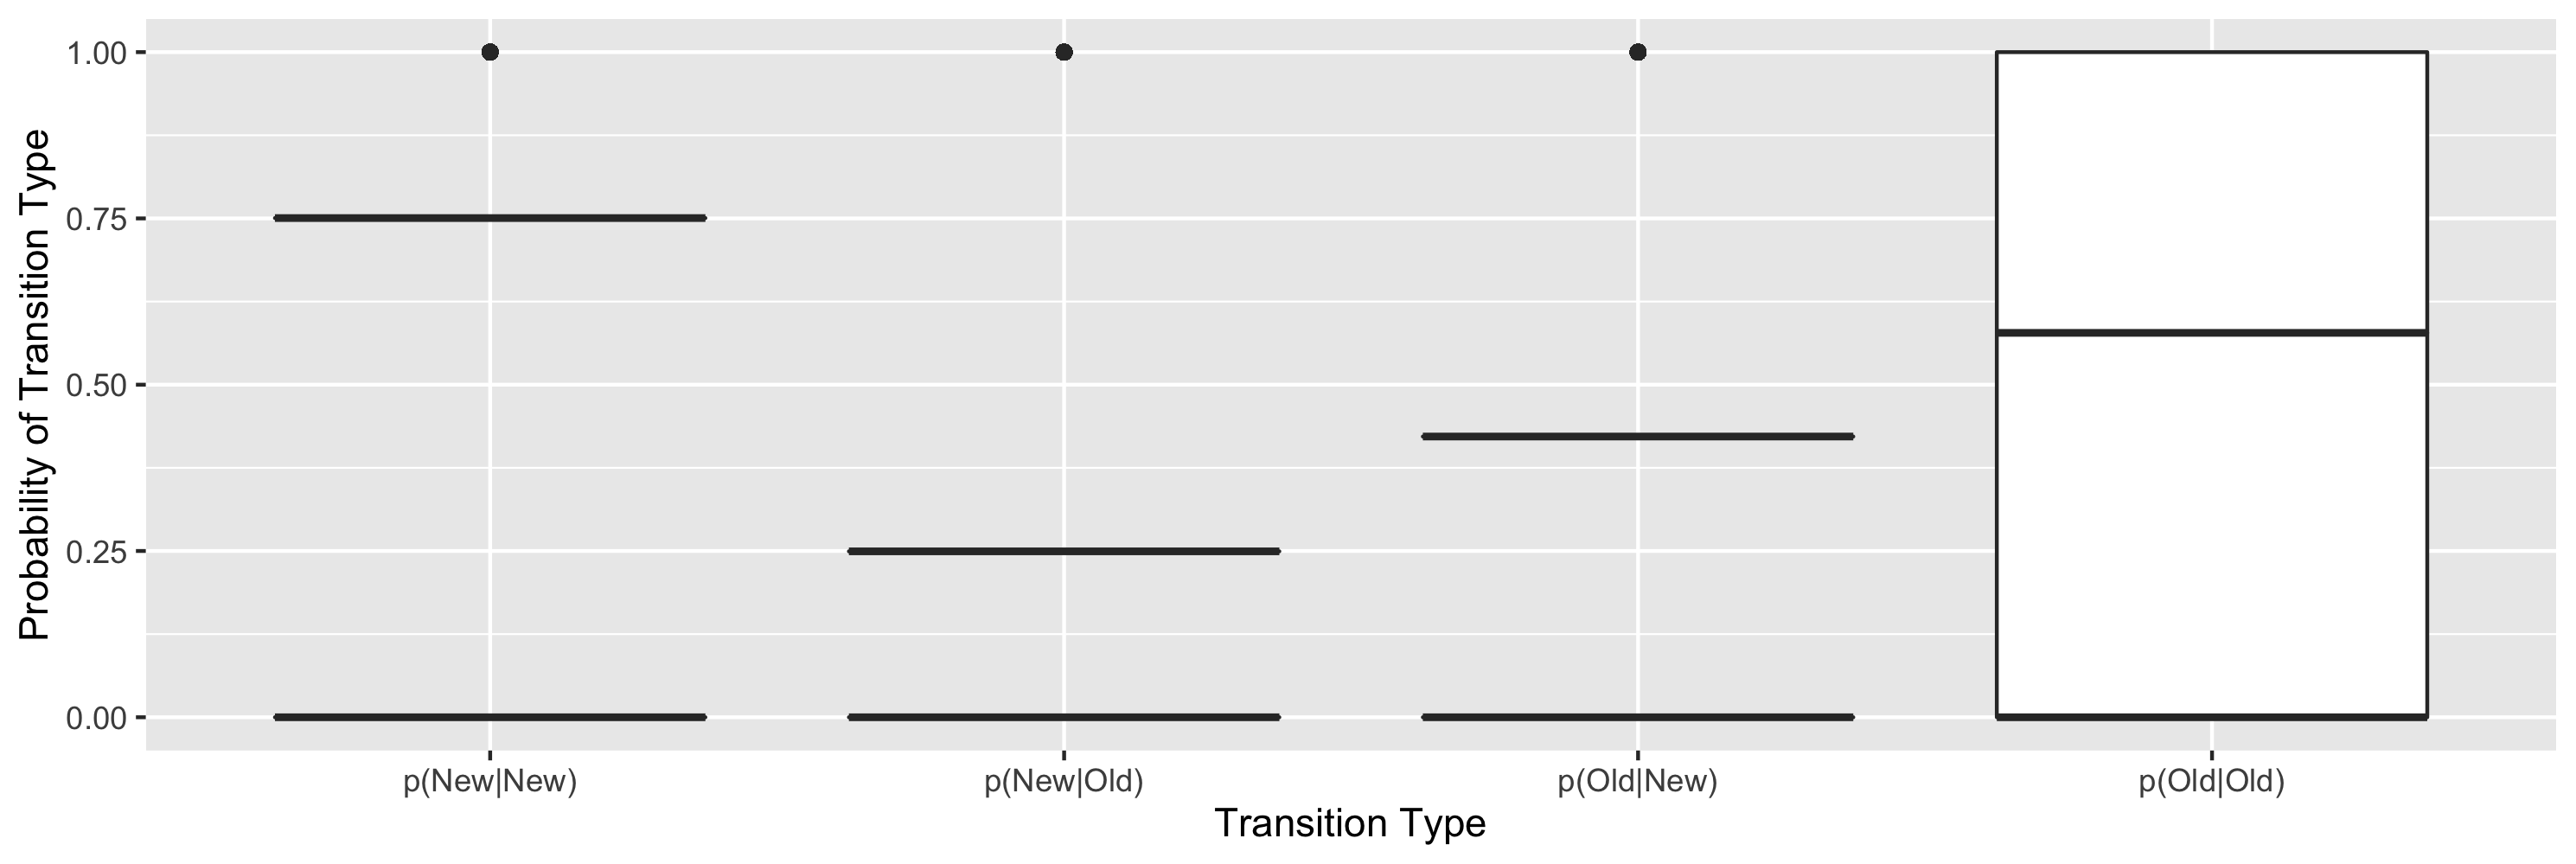 Probability of Transition Type
1.00
0.75
0.50
0.25
0.00
p(New|New)
p(New|Old)
p(Old|New)
p(Old|Old)
Transition Type